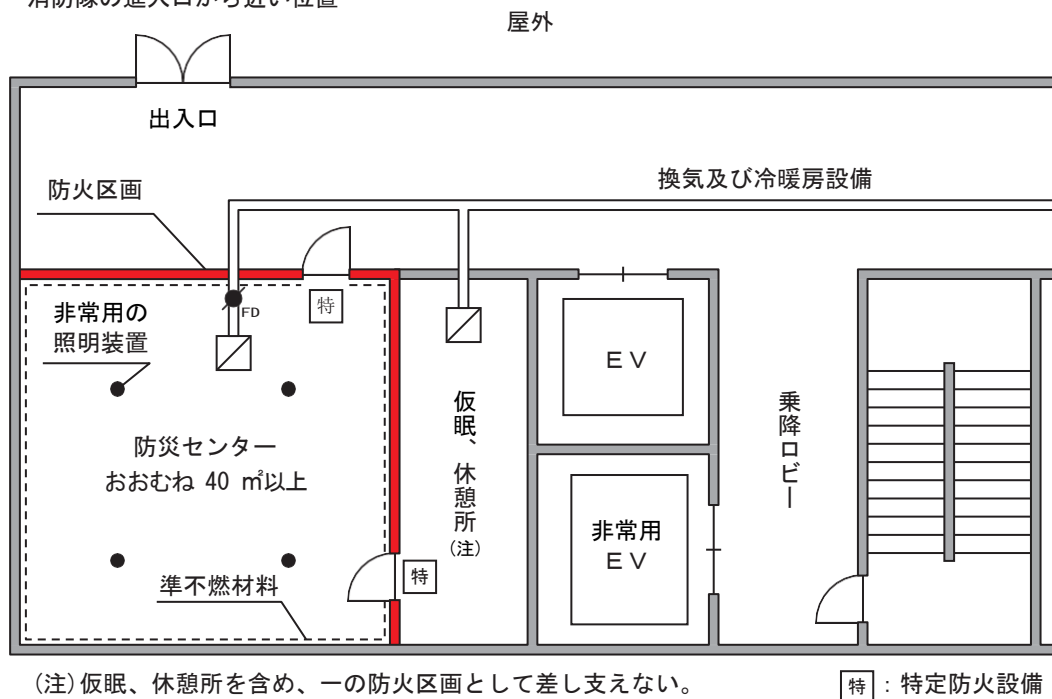 消防隊の進入口から近い位置
屋外
出入口
換気及び冷暖房設備
防火区画
特
非常用の
照明装置
FD
ＥＶ
仮眠、休憩所
(注)
乗降ロビー
防災センター
おおむね 40 ㎡以上
非常用
ＥＶ
特
準不燃材料
(注)仮眠、休憩所を含め、一の防火区画として差し支えない。
特：特定防火設備